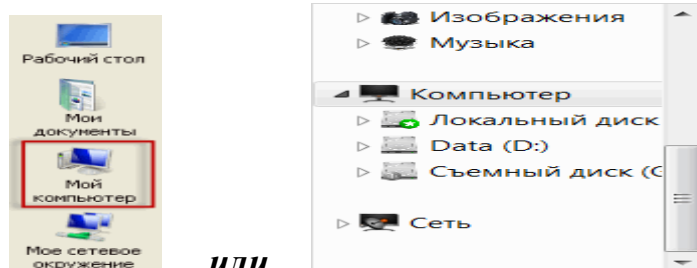 Рабочий стол
Мои
документы
Мой
компьютер
Мое сетевое
окружение
или
Изображения
Музыка
Компьютер
Локальный диск
Data (D:)
Съемный диск (
Сеть